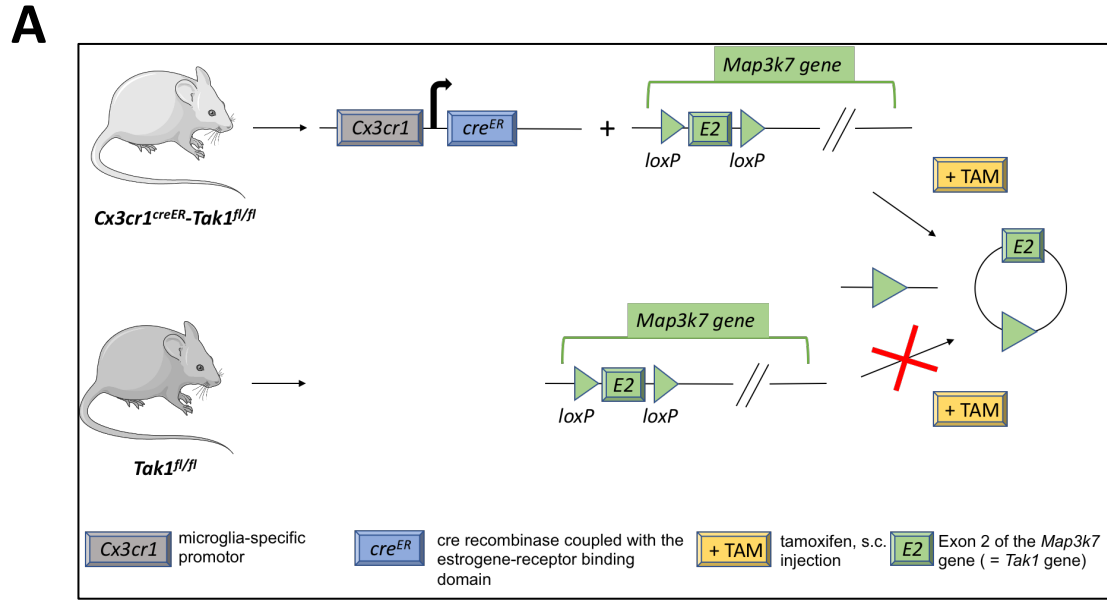 A
Map3k7 gene
Cx3cr1
cre^ER
+
E2
loxP
loxP
+ TAM
Cx3cr1^creER-Tak1^fl/fl
E2
Map3k7 gene
E2
loxP
loxP
+ TAM
Tak1^fl/fl
Cx3cr1
microglia-specific
promotor
cre^ER
cre recombinase coupled with the
estrogene-receptor binding
domain
+ TAM
tamoxifen, s.c.
injection
E2
Exon 2 of the Map3k7
gene ( = Tak1 gene)